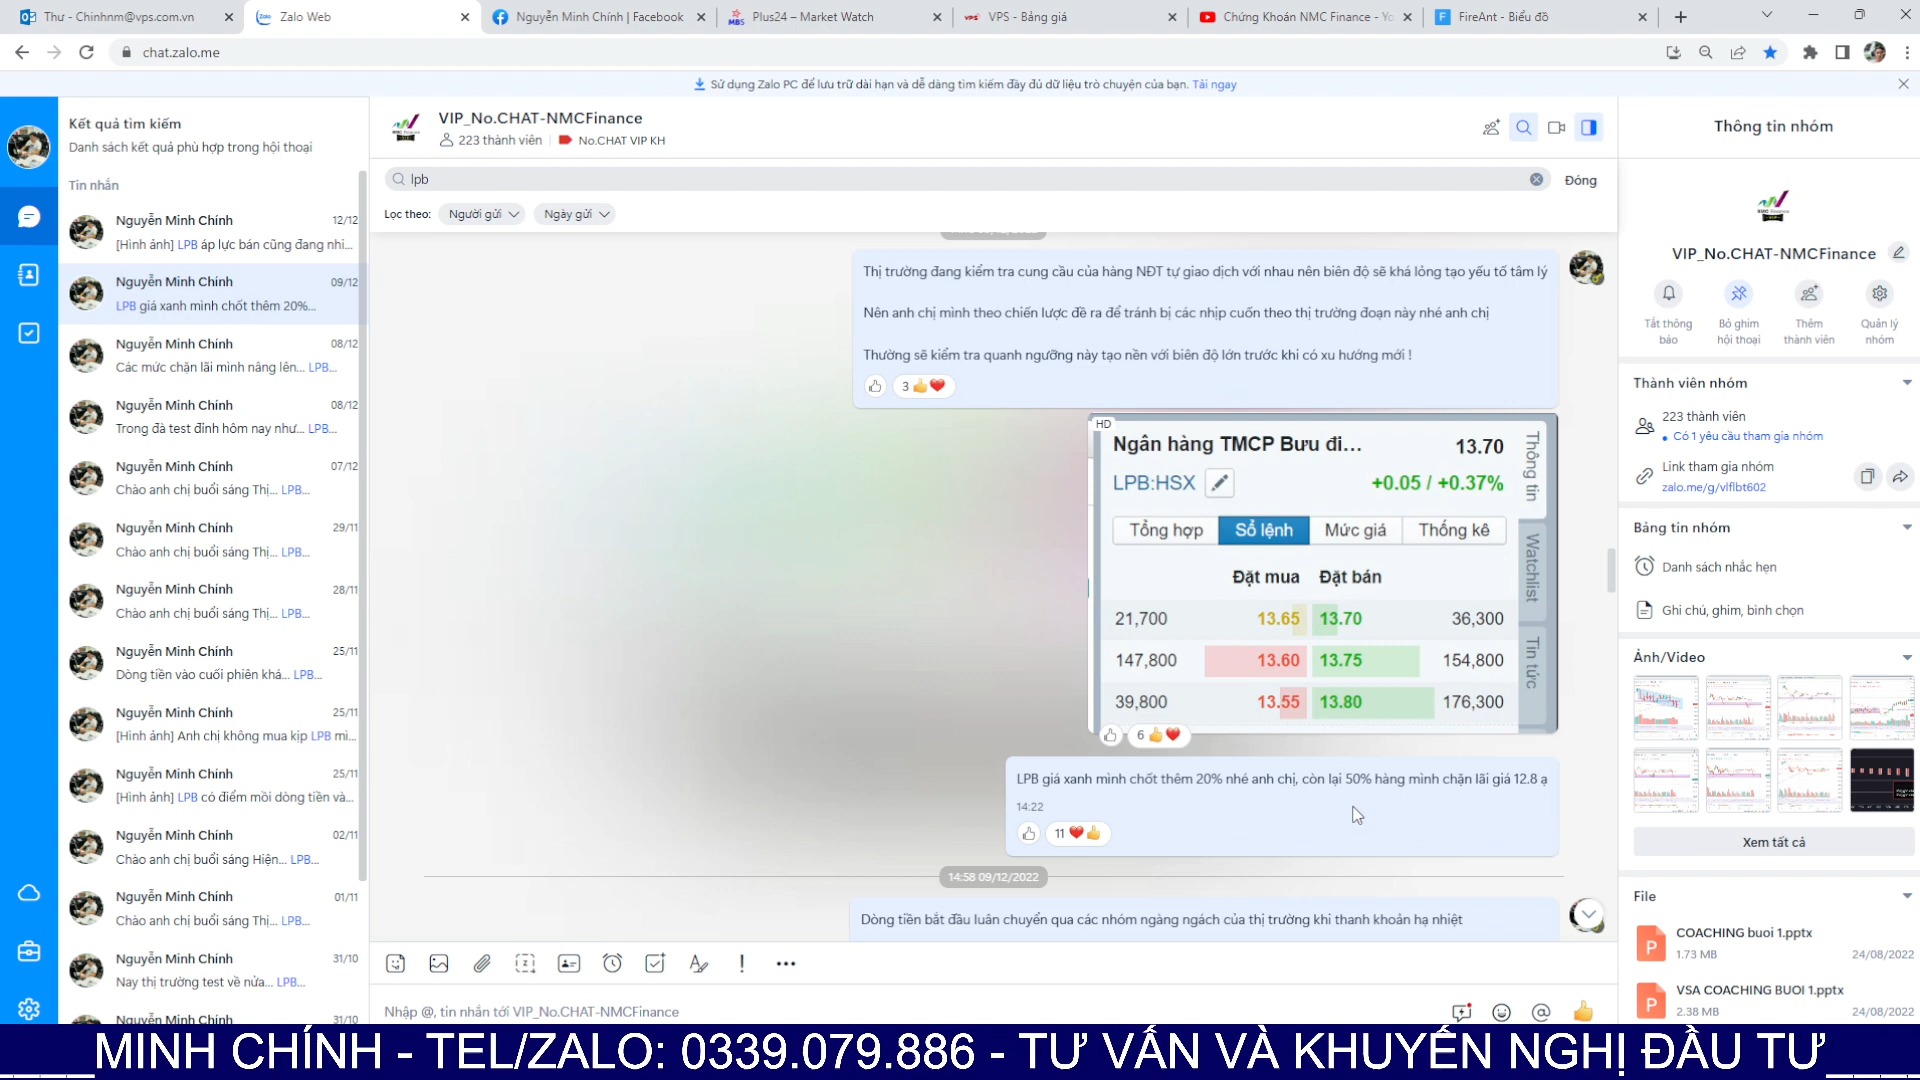 Thư - Chinhnm@vps.com.vn
Zalo Web
Nguyễn Minh Chính | Facebook
Plus24 – Market Watch
VPS - Bảng giá
Chứng Khoán NMC Finance - Yo
FireAnt - Biểu đồ
chat.zalo.me
Sử dụng Zalo PC để lưu trữ dài hạn và dễ dàng tìm kiếm đầy đủ dữ liệu trò chuyện của bạn. Tải ngay
Kết quả tìm kiếm
Danh sách kết quả phù hợp trong hội thoại
Tin nhắn
Nguyễn Minh Chính 12/12
[Hình ảnh] LPB áp lực bán cũng đang nhi...
Nguyễn Minh Chính 09/12
LPB giá xanh mình chốt thêm 20%...
Nguyễn Minh Chính 08/12
Các mức chặn lãi mình nâng lên... LPB...
Nguyễn Minh Chính 08/12
Trong đà test đỉnh hôm nay như... LPB...
Nguyễn Minh Chính 07/12
Chào anh chị buổi sáng Thị... LPB...
Nguyễn Minh Chính 29/11
Chào anh chị buổi sáng Thị... LPB...
Nguyễn Minh Chính 28/11
Chào anh chị buổi sáng Thị... LPB...
Nguyễn Minh Chính 25/11
Dòng tiền vào cuối phiên khá... LPB...
Nguyễn Minh Chính 25/11
[Hình ảnh] Anh chị không mua kịp LPB mì...
Nguyễn Minh Chính 25/11
[Hình ảnh] LPB có điểm mồi dòng tiền và...
Nguyễn Minh Chính 02/11
Chào anh chị buổi sáng Hiện... LPB...
Nguyễn Minh Chính 01/11
Chào anh chị buổi sáng Thị... LPB...
Nguyễn Minh Chính 31/10
Nay thị trường test về nửa... LPB...
Nguyễn Minh Chính 31/10
VIP_No.CHAT-NMCFinance
223 thành viên
No.CHAT VIP KH
lpb
Đóng
Lọc theo: Người gửi Ngày gửi
Thị trường đang kiểm tra cung cầu của hàng NĐT tự giao dịch với nhau nên biên độ sẽ khá lỏng tạo yếu tố tâm lý
Nên anh chị mình theo chiến lược đề ra để tránh bị các nhịp cuốn theo thị trường đoạn này nhé anh chị
Thường sẽ kiểm tra quanh ngưỡng này tạo nền với biên độ lớn trước khi có xu hướng mới !
3
HD
Ngân hàng TMCP Bưu đi... 13.70
LPB:HSX +0.05 / +0.37%
Tổng hợp Sổ lệnh Mức giá Thống kê
Đặt mua Đặt bán
21,700 13.65 13.70 36,300
147,800 13.60 13.75 154,800
39,800 13.55 13.80 176,300
Thông tin
Watchlist
Tin tức
6
LPB giá xanh mình chốt thêm 20% nhé anh chị, còn lại 50% hàng mình chặn lãi giá 12.8 ạ
14:22
11
14:58 09/12/2022
Dòng tiền bắt đầu luân chuyển qua các nhóm ngàng ngách của thị trường khi thanh khoản hạ nhiệt
Nhập @, tin nhắn tới VIP_No.CHAT-NMCFinance
Thông tin nhóm
VIP_No.CHAT-NMCFinance
Tắt thông báo
Bỏ ghim hội thoại
Thêm thành viên
Quản lý nhóm
Thành viên nhóm
223 thành viên
Có 1 yêu cầu tham gia nhóm
Link tham gia nhóm
zalo.me/g/vlflbt602
Bảng tin nhóm
Danh sách nhắc hẹn
Ghi chú, ghim, bình chọn
Ảnh/Video
Xem tất cả
File
COACHING buoi 1.pptx
1.73 MB 24/08/2022
VSA COACHING BUOI 1.pptx
2.38 MB 24/08/2022
____MINH CHÍNH - TEL/ZALO: 0339.079.886 - TƯ VẤN VÀ KHUYẾN NGHỊ ĐẦU TƯ____